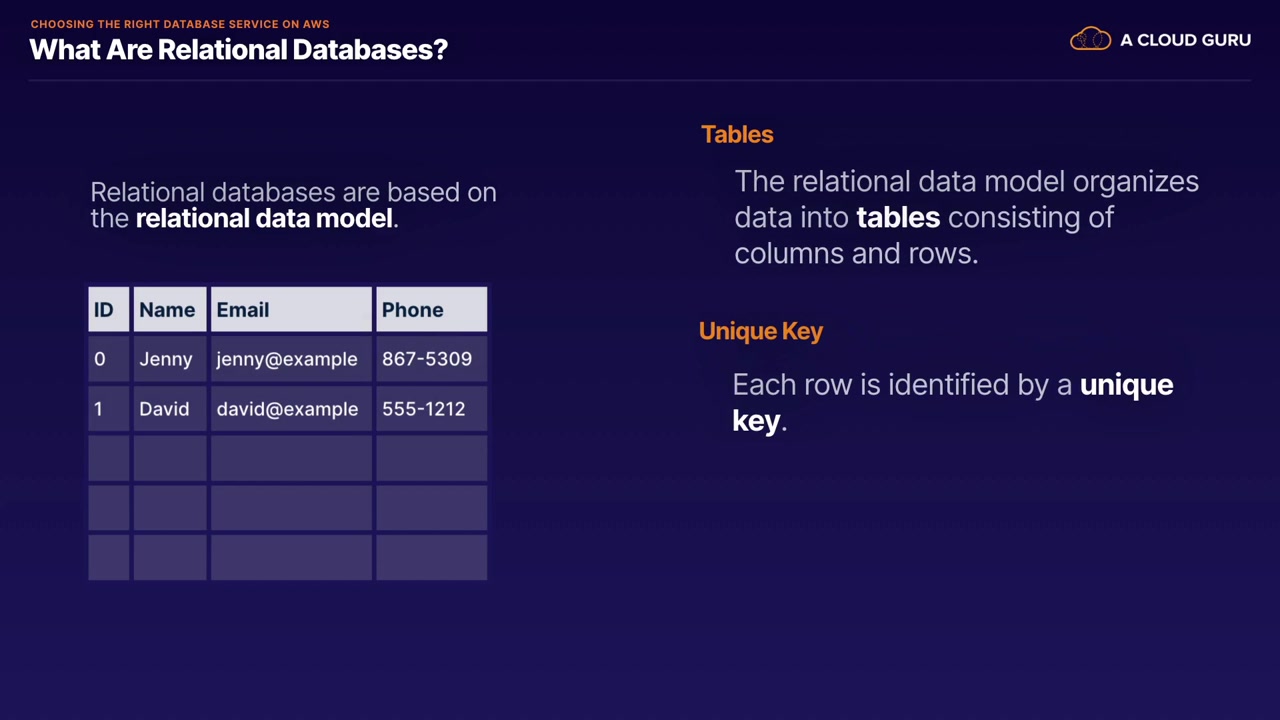 CHOOSING THE RIGHT DATABASE SERVICE ON AWS
What Are Relational Databases?
A CLOUD GURU
Relational databases are based on
the relational data model.
ID Name Email Phone
0 Jenny jenny@example 867-5309
1 David david@example 555-1212
Tables
The relational data model organizes
data into tables consisting of
columns and rows.
Unique Key
Each row is identified by a unique
key.